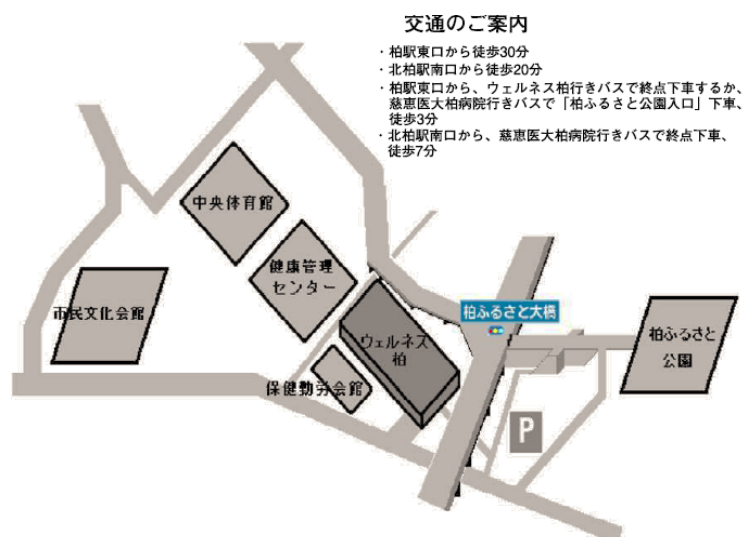 交通のご案内
・柏駅東口から徒歩30分
・北柏駅南口から徒歩20分
・柏駅東口から、ウェルネス柏行きバスで終点下車するか、
慈恵医大柏病院行きバスで「柏ふるさと公園入口」下車、
徒歩3分
・北柏駅南口から、慈恵医大柏病院行きバスで終点下車、
徒歩7分
中央体育館
健康管理
センター
市民文化会館
柏ふるさと大橋
ウェルネス
柏
柏ふるさと
公園
保健勤労会館
P